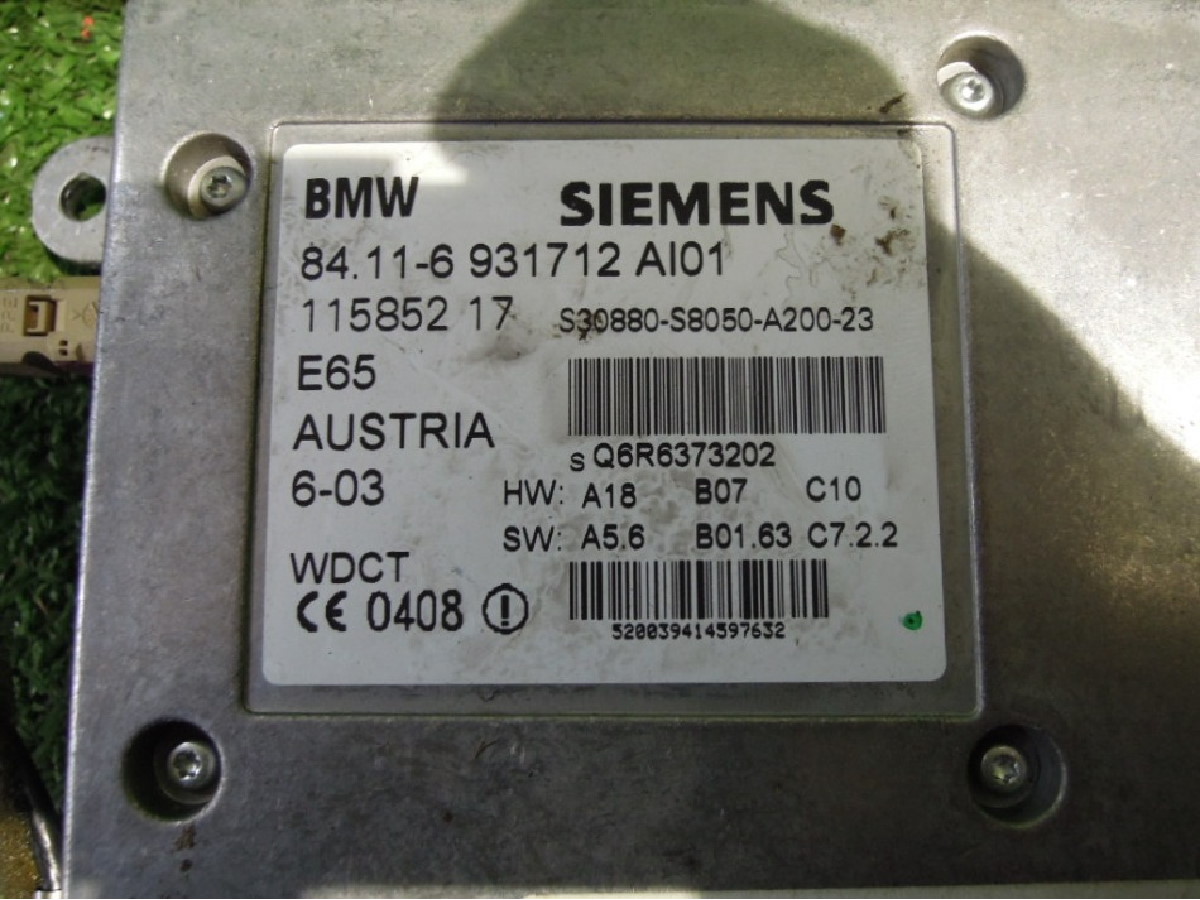 BMW SIEMENS
84.11-6 931712 AI01
115852 17 S30880-S8050-A200-23
E65
AUSTRIA
S Q6R6373202
6-03 HW: A18 B07 C10
SW: A5.6 B01.63 C7.2.2
WDCT
CE 0408
520039414597632